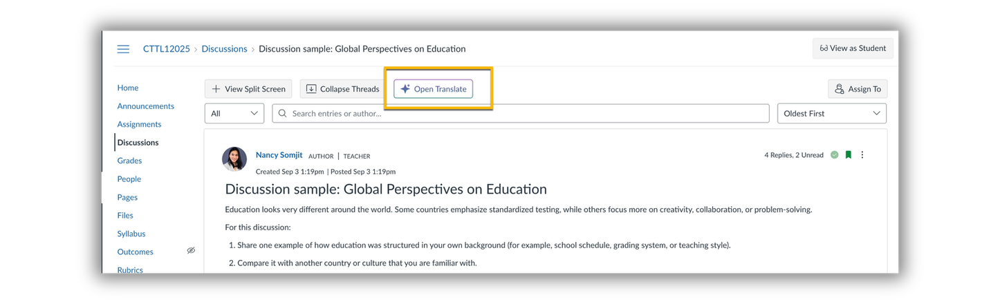 CTTL12025 > Discussions > Discussion sample: Global Perspectives on Education
View as Student
Home
Announcements
Assignments
Discussions
Grades
People
Pages
Files
Syllabus
Outcomes
Rubrics
View Split Screen
Collapse Threads
Open Translate
Assign To
All
Search entries or author...
Oldest First
Nancy Somjit AUTHOR | TEACHER
4 Replies, 2 Unread
Created Sep 3 1:19pm | Posted Sep 3 1:19pm
Discussion sample: Global Perspectives on Education
Education looks very different around the world. Some countries emphasize standardized testing, while others focus more on creativity, collaboration, or problem-solving.
For this discussion:
1. Share one example of how education was structured in your own background (for example, school schedule, grading system, or teaching style).
2. Compare it with another country or culture that you are familiar with.